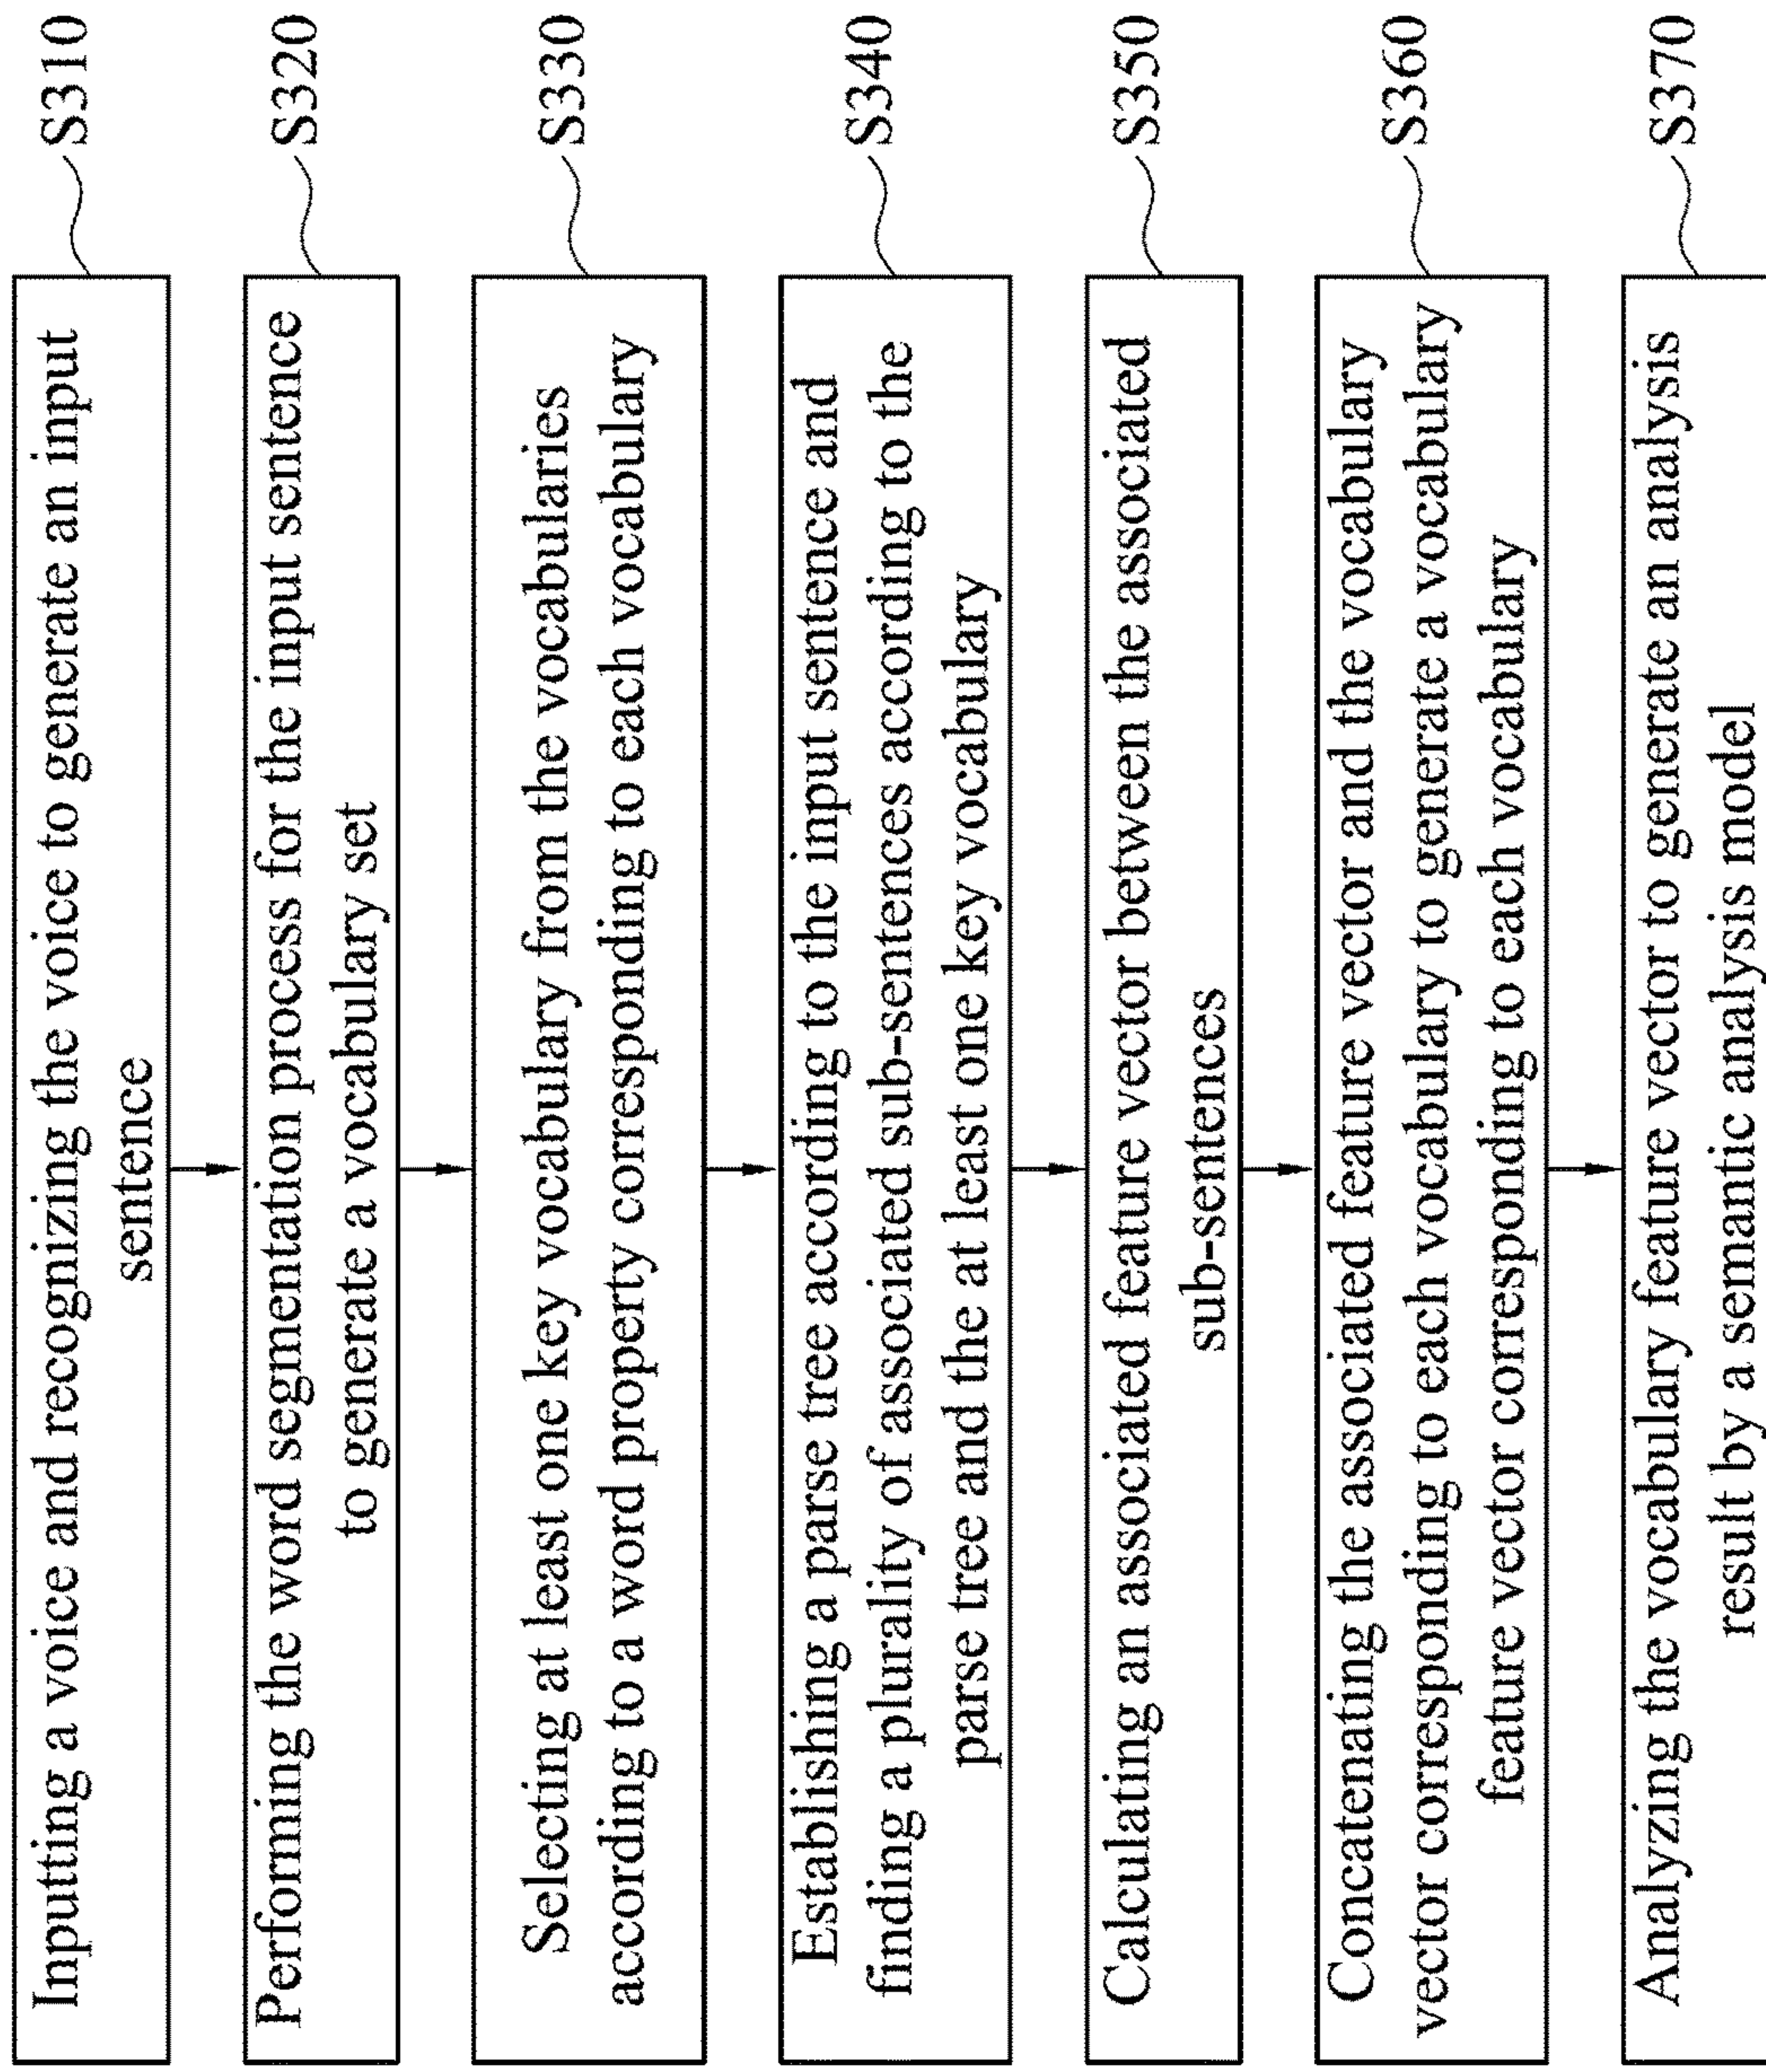 Inputting a voice and recognizing the voice to generate an input
sentence
S310
Performing the word segmentation process for the input sentence
to generate a vocabulary set
S320
Selecting at least one key vocabulary from the vocabularies
according to a word property corresponding to each vocabulary
S330
Establishing a parse tree according to the input sentence and
finding a plurality of associated sub-sentences according to the
parse tree and the at least one key vocabulary
S340
Calculating an associated feature vector between the associated
sub-sentences
S350
Concatenating the associated feature vector and the vocabulary
vector corresponding to each vocabulary to generate a vocabulary
feature vector corresponding to each vocabulary
S360
Analyzing the vocabulary feature vector to generate an analysis
result by a semantic analysis model
S370